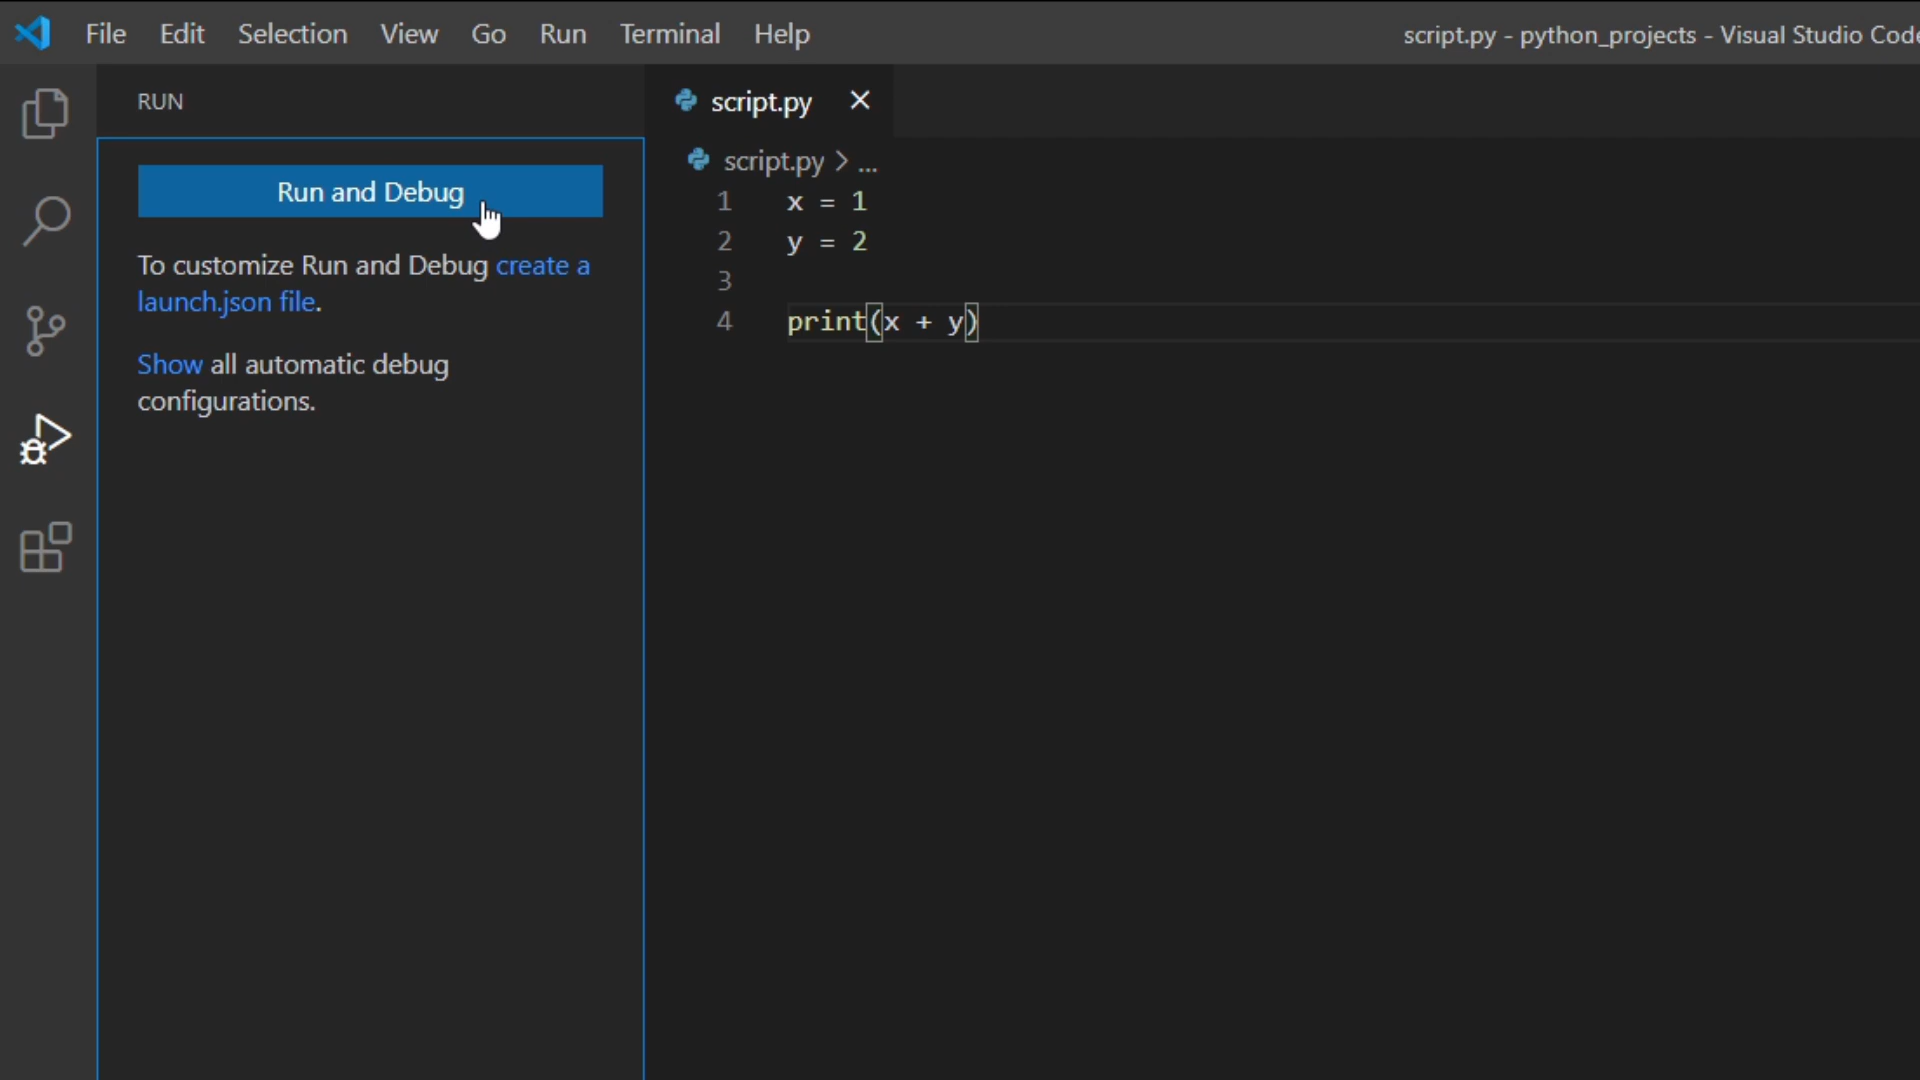 File Edit Selection View Go Run Terminal Help
script.py - python_projects - Visual Studio Code
RUN
Run and Debug
To customize Run and Debug create a
launch.json file.
Show all automatic debug
configurations.
script.py
script.py > ...
1 x = 1
2 y = 2
3
4 print(x + y)